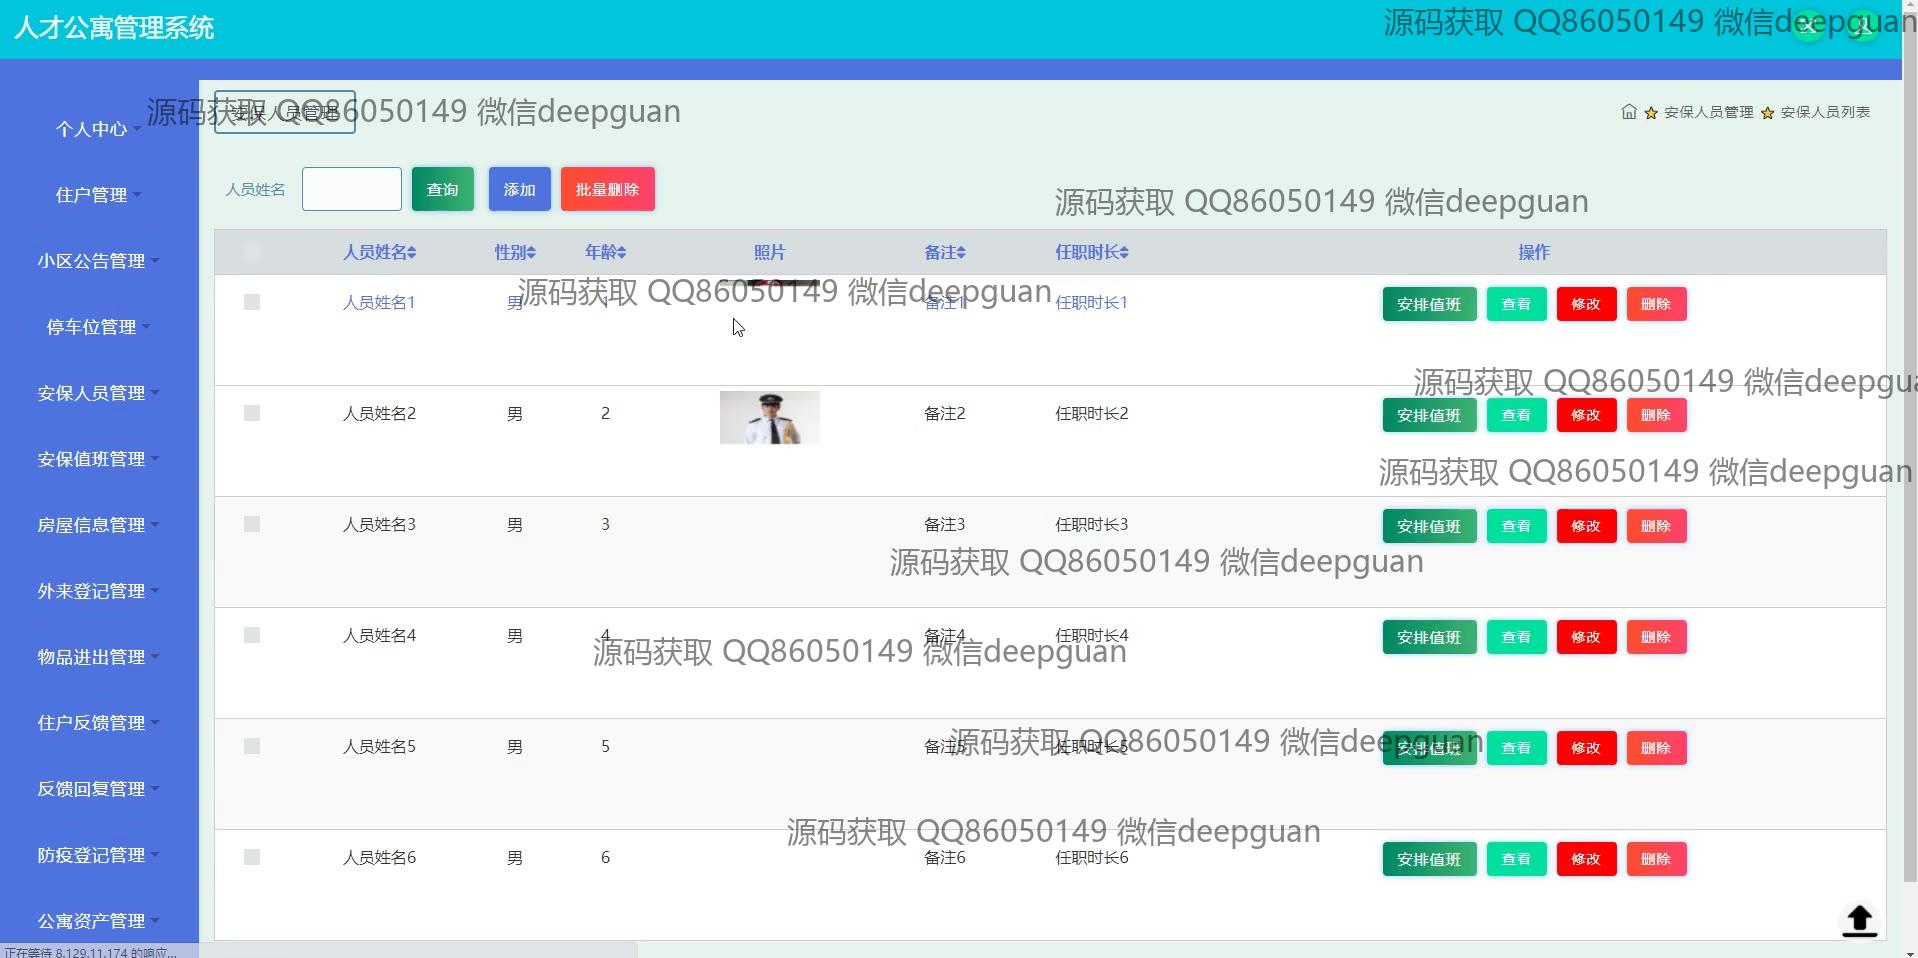 人才公寓管理系统
源码获取 QQ86050149 微信deepguan
个人中心
住户管理
小区公告管理
停车位管理
安保人员管理
安保值班管理
房屋信息管理
外来登记管理
物品进出管理
住户反馈管理
反馈回复管理
防疫登记管理
公寓资产管理
安保人员管理
源码获取 QQ86050149 微信deepguan
安保人员管理 安保人员列表
人员姓名 查询 添加 批量删除
源码获取 QQ86050149 微信deepguan
人员姓名 性别 年龄 照片 备注 任职时长 操作
源码获取 QQ86050149 微信deepguan
人员姓名1 男 1 备注1 任职时长1 安排值班 查看 修改 删除
源码获取 QQ86050149 微信deepgua
人员姓名2 男 2 备注2 任职时长2 安排值班 查看 修改 删除
源码获取 QQ86050149 微信deepguan
人员姓名3 男 3 备注3 任职时长3 安排值班 查看 修改 删除
源码获取 QQ86050149 微信deepguan
人员姓名4 男 4 备注4 任职时长4 安排值班 查看 修改 删除
源码获取 QQ86050149 微信deepguan
人员姓名5 男 5 备注5 任职时长5 安排值班 查看 修改 删除
源码获取 QQ86050149 微信deepguan
源码获取 QQ86050149 微信deepguan
人员姓名6 男 6 备注6 任职时长6 安排值班 查看 修改 删除
正在等待 8.129.11.174 的响应...